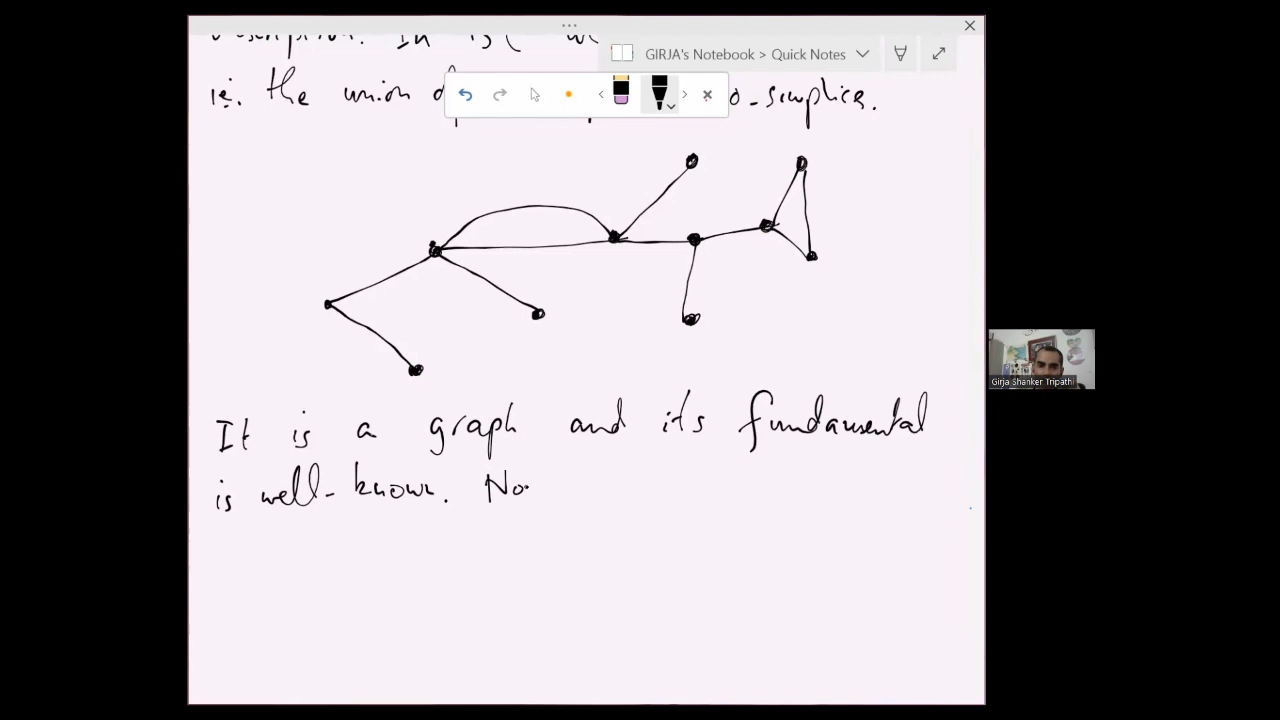 GIRJA's Notebook > Quick Notes
i.e. the union
It is a graph and its fundamental
is well-known. No
Girja Shanker Tripathi